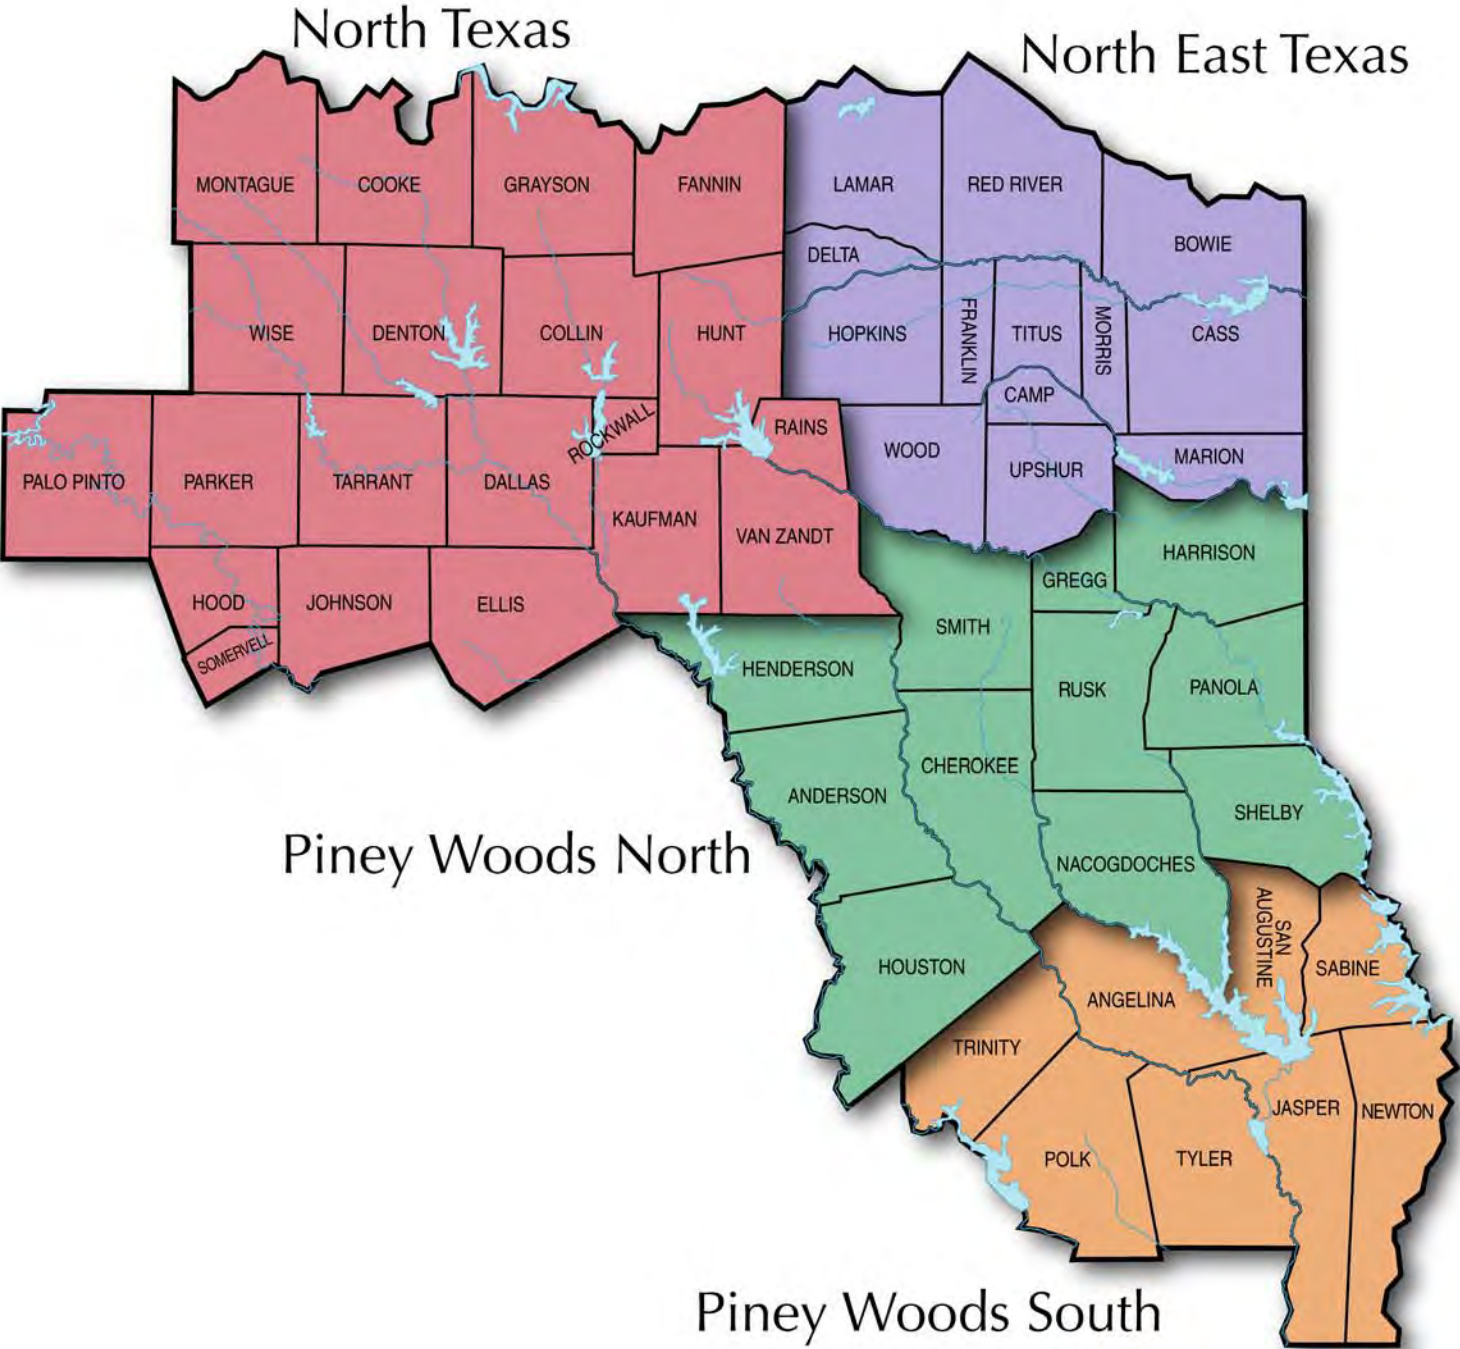 North Texas
North East Texas
MONTAGUE
COOKE
GRAYSON
FANNIN
LAMAR
RED RIVER
BOWIE
DELTA
WISE
DENTON
COLLIN
HUNT
HOPKINS
FRANKLIN
TITUS
MORRIS
CASS
CAMP
ROCKWALL
RAINS
WOOD
UPSHUR
MARION
PALO PINTO
PARKER
TARRANT
DALLAS
KAUFMAN
VAN ZANDT
HARRISON
GREGG
HOOD
JOHNSON
ELLIS
SMITH
SOMERVELL
HENDERSON
RUSK
PANOLA
CHEROKEE
ANDERSON
SHELBY
Piney Woods North
NACOGDOCHES
SAN
AUGUSTINE
HOUSTON
SABINE
ANGELINA
TRINITY
JASPER
NEWTON
POLK
TYLER
Piney Woods South